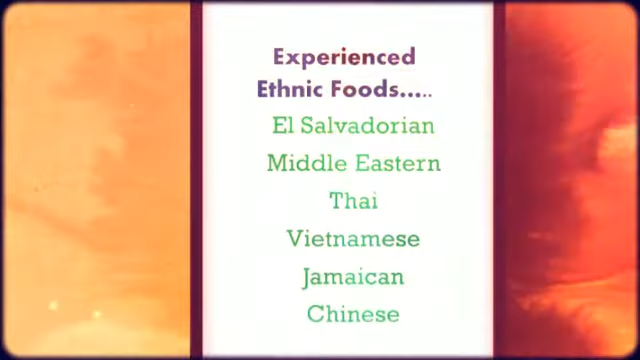 Experienced
Ethnic Foods.....
El Salvadorian
Middle Eastern
Thai
Vietnamese
Jamaican
Chinese